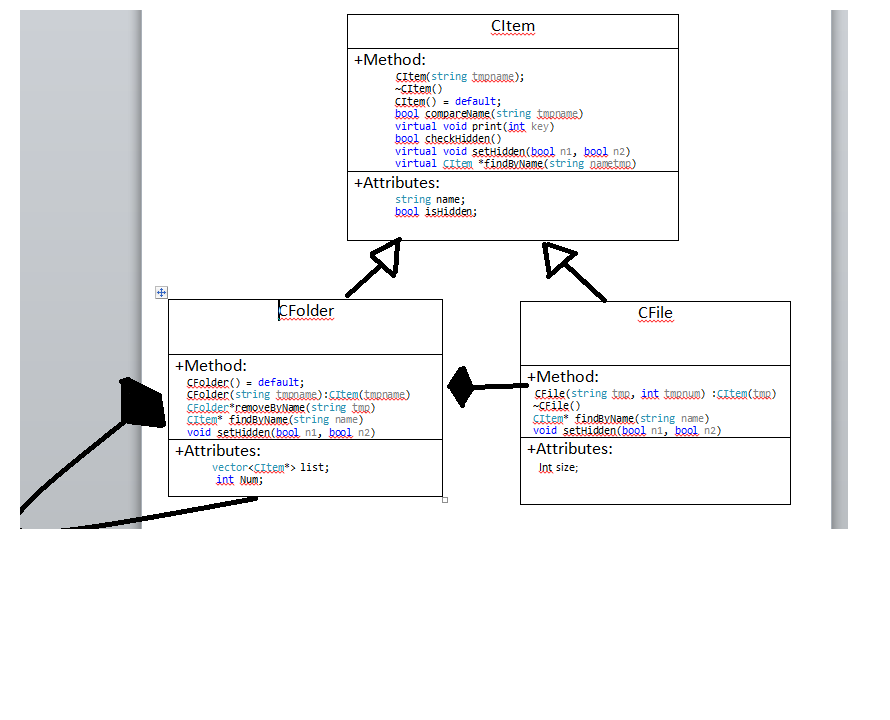 CItem
+Method:
CItem(string tmpname);
~CItem()
CItem() = default;
bool compareName(string tmpname)
virtual void print(int key)
bool checkHidden()
virtual void setHidden(bool n1, bool n2)
virtual CItem *findByName(string nametmp)
+Attributes:
string name;
bool isHidden;
CFolder
+Method:
CFolder() = default;
CFolder(string tmpname):CItem(tmpname)
CFolder*removeByName(string tmp)
CItem* findByName(string name)
void setHidden(bool n1, bool n2)
+Attributes:
vector<CItem*> list;
int Num;
CFile
+Method:
CFile(string tmp, int tmpnum) :CItem(tmp)
~CFile()
CItem* findByName(string name)
void setHidden(bool n1, bool n2)
+Attributes:
Int size;